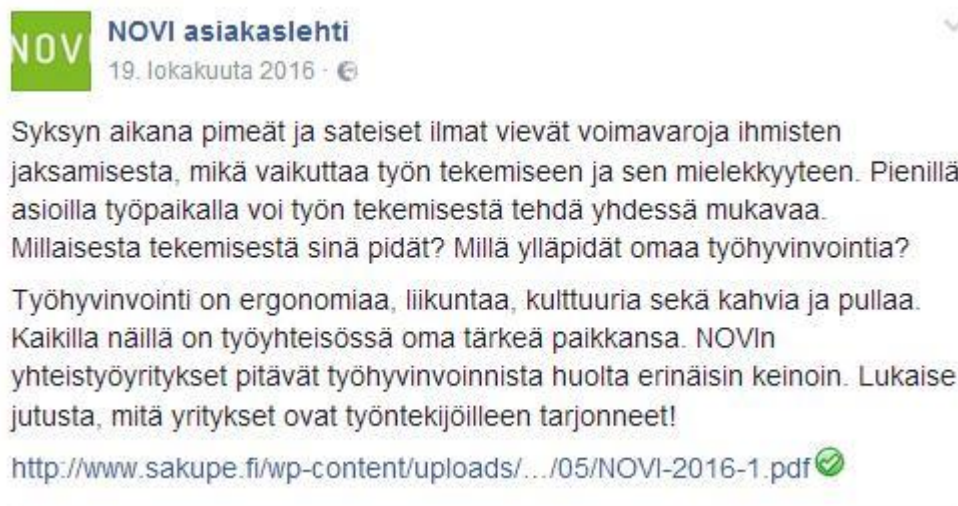 NOVI
NOVI asiakaslehti
19. lokakuuta 2016 ·
Syksyn aikana pimeät ja sateiset ilmat vievät voimavaroja ihmisten
jaksamisesta, mikä vaikuttaa työn tekemiseen ja sen mielekkyyteen. Pienillä
asioilla työpaikalla voi työn tekemisestä tehdä yhdessä mukavaa.
Millaisesta tekemisestä sinä pidät? Millä ylläpidät omaa työhyvinvointia?
Työhyvinvointi on ergonomiaa, liikuntaa, kulttuuria sekä kahvia ja pullaa.
Kaikilla näillä on työyhteisössä oma tärkeä paikkansa. NOVIn
yhteistyöyritykset pitävät työhyvinvoinnista huolta erinäisin keinoin. Lukaise
jutusta, mitä yritykset ovat työntekijöilleen tarjonneet!
http://www.sakupe.fi/wp-content/uploads/.../05/NOVI-2016-1.pdf